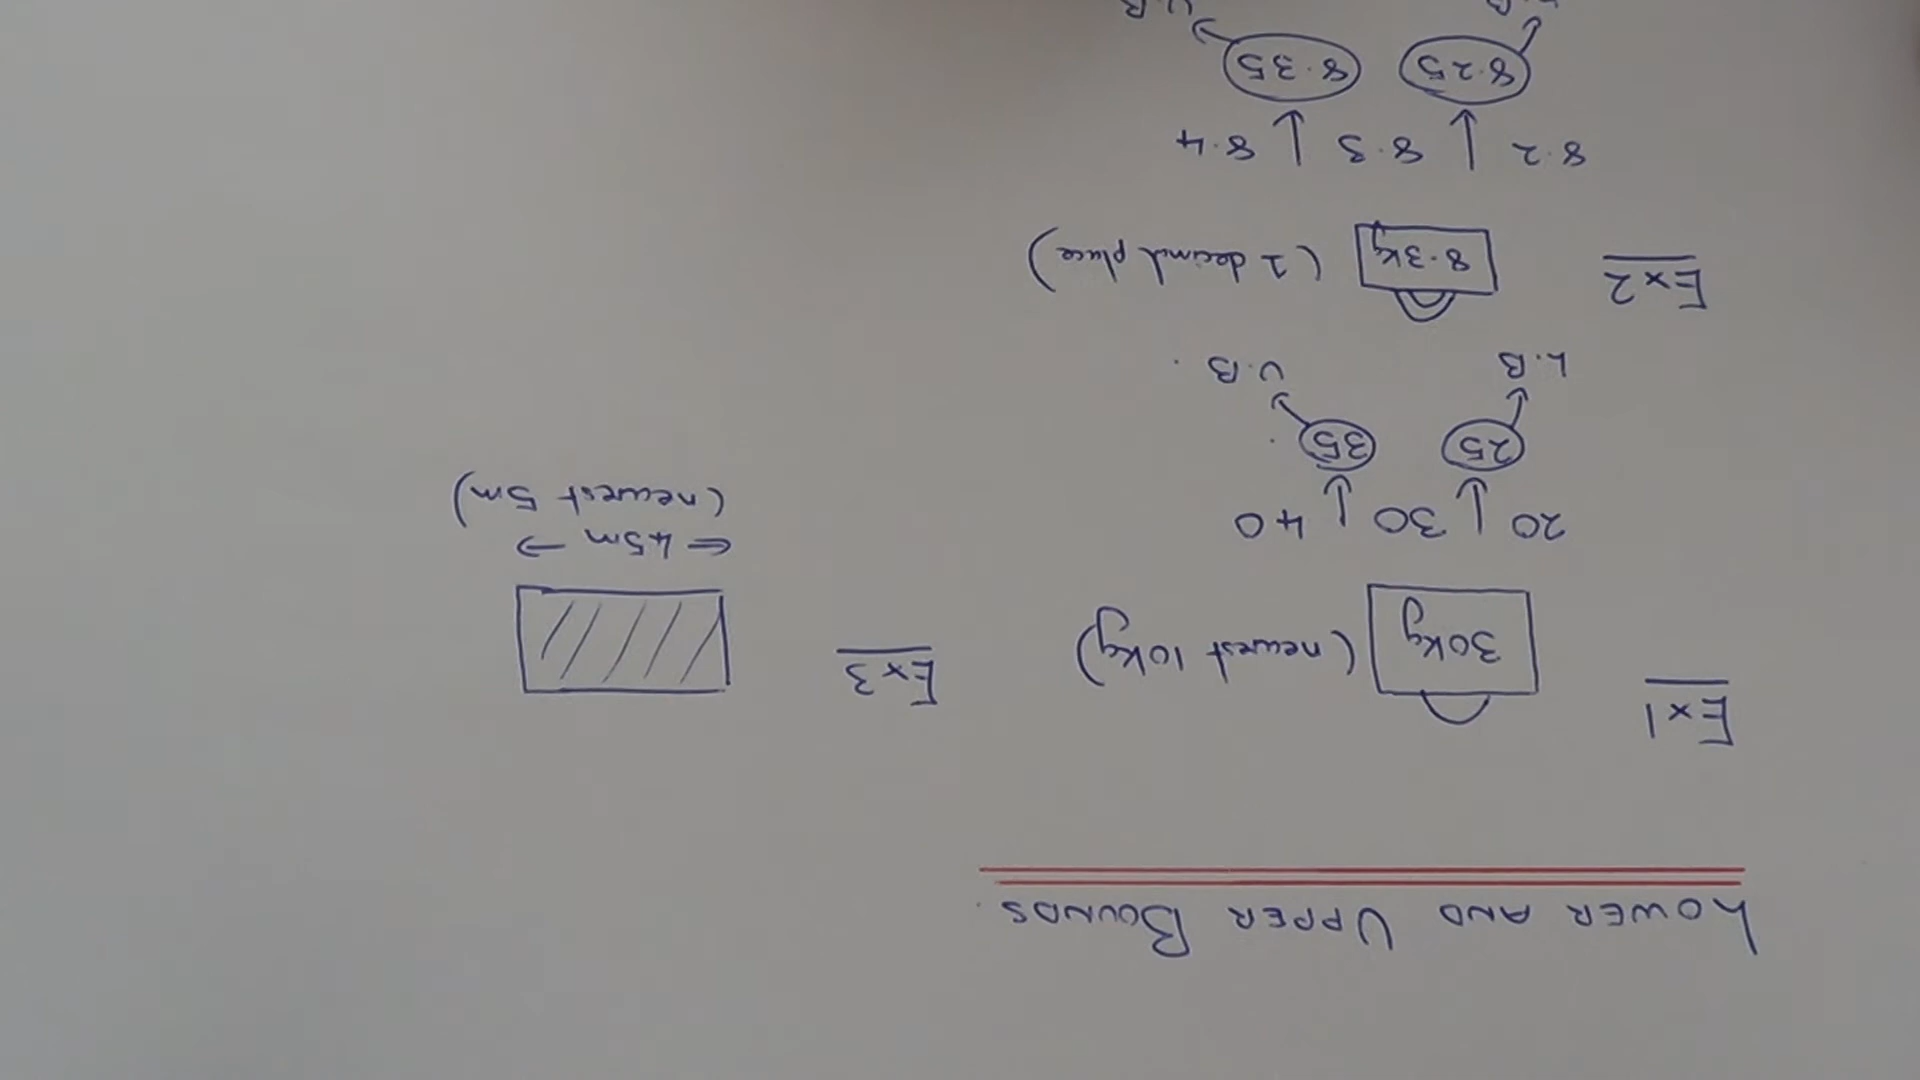 LOWER AND UPPER BOUNDS.
Ex1
30kg (nearest 10kg)
20 ↓ 30 ↓ 40
25 35
L.B U.B
Ex2
8.3kg (1 decimal place)
8.2 ↓ 8.3 ↓ 8.4
8.25 8.35
L.B U.B
Ex3
← 45m →
(nearest 5m)